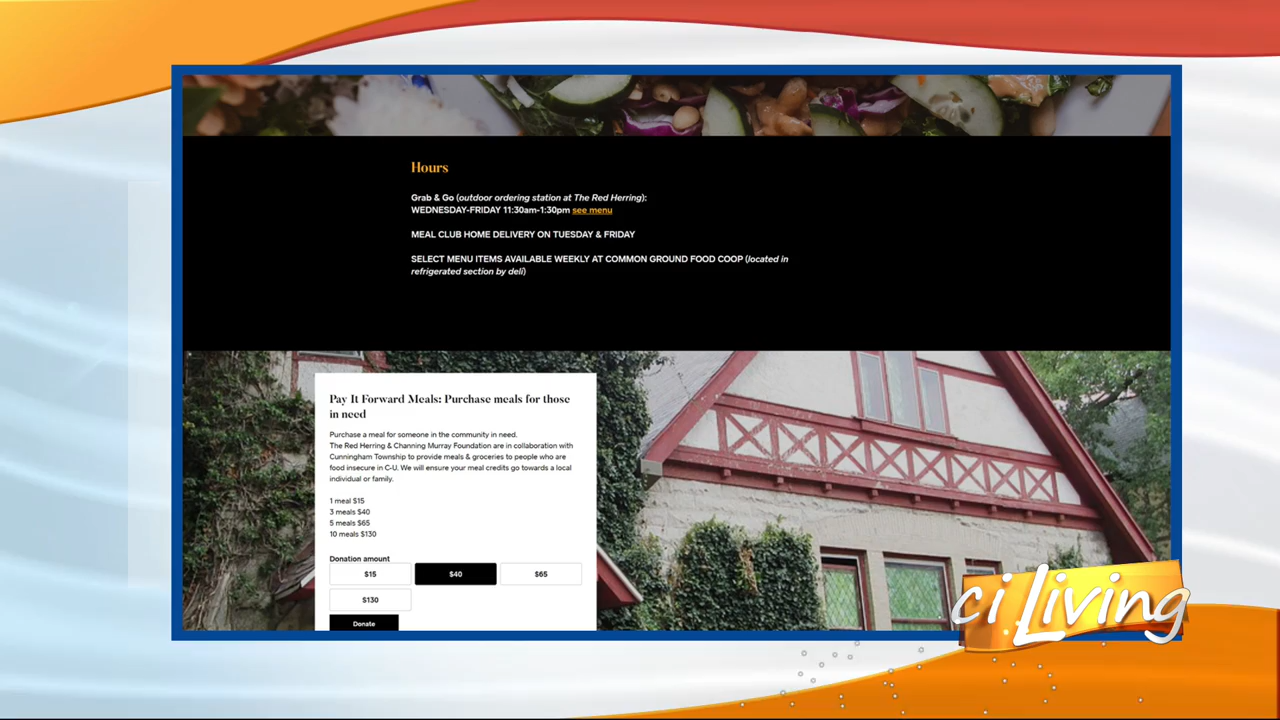 Hours
Grab & Go (outdoor ordering station at The Red Herring):
WEDNESDAY-FRIDAY 11:30am-1:30pm see menu
MEAL CLUB HOME DELIVERY ON TUESDAY & FRIDAY
SELECT MENU ITEMS AVAILABLE WEEKLY AT COMMON GROUND FOOD COOP (located in
refrigerated section by deli)
Pay It Forward Meals: Purchase meals for those
in need
Purchase a meal for someone in the community in need.
The Red Herring & Channing Murray Foundation are in collaboration with
Cunningham Township to provide meals & groceries to people who are
food insecure in C-U. We will ensure your meal credits go towards a local
individual or family.
1 meal $15
3 meals $40
5 meals $65
10 meals $130
Donation amount
$15 $40 $65
$130
Donate
ci Living